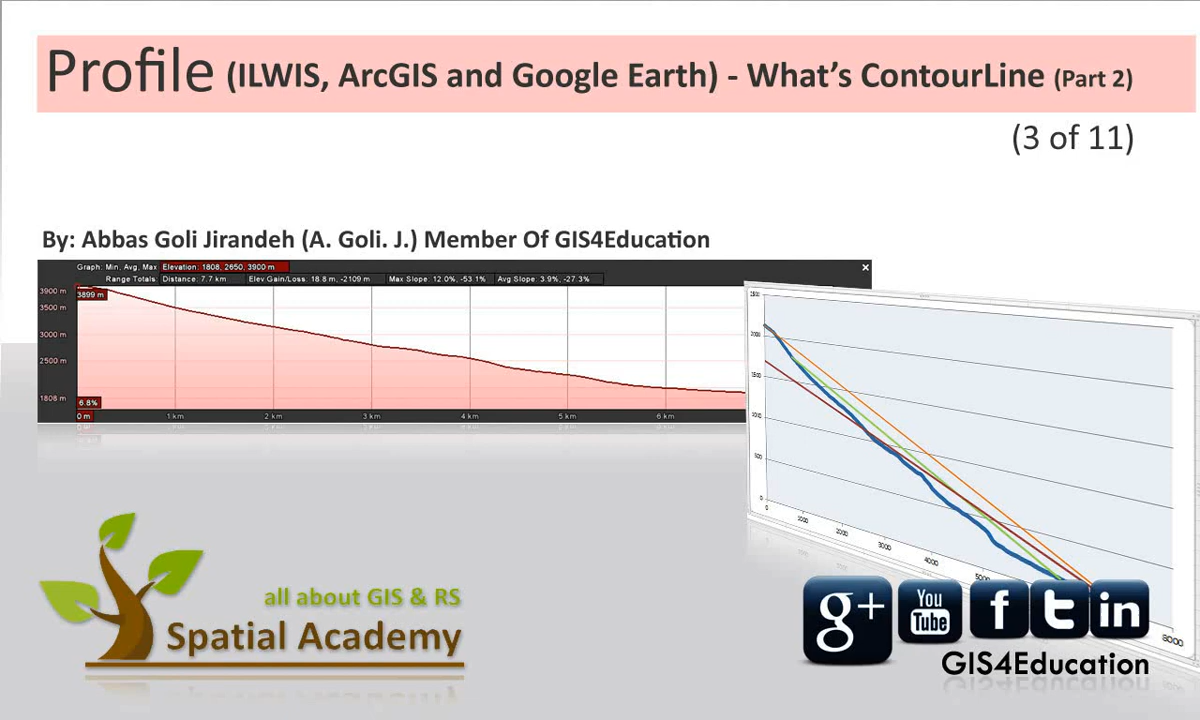 Profile (ILWIS, ArcGIS and Google Earth) - What's ContourLine (Part 2)
(3 of 11)
By: Abbas Goli Jirandeh (A. Goli. J.) Member Of GIS4Education
Graph: Min, Avg, Max Elevation: 1808, 2650, 3900 m
Range Totals: Distance: 7.7 km Elev Gain/Loss: 18.8 m, -2109 m Max Slope: 12.0%, -53.1% Avg Slope: 3.9%, -27.3%
3900 m
3899 m
3500 m
3000 m
2500 m
1808 m
6.8%
0 m 1 km 2 km 3 km 4 km 5 km 6 km
2500
2000
1500
1000
500
0
0 1000 2000 3000 4000 5000 8000
all about GIS & RS
Spatial Academy
g+ You Tube f t in
GIS4Education